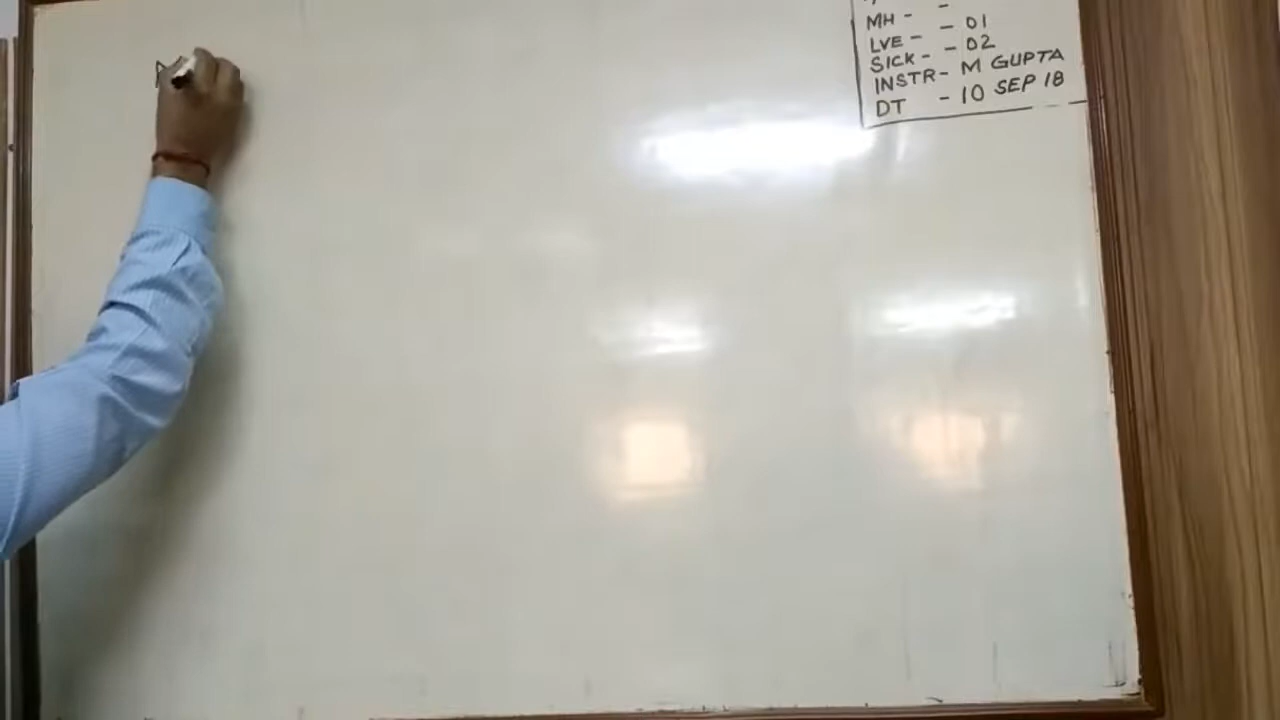 MH - -
LVE - - 01
SICK - - 02
INSTR - M GUPTA
DT - 10 SEP 18